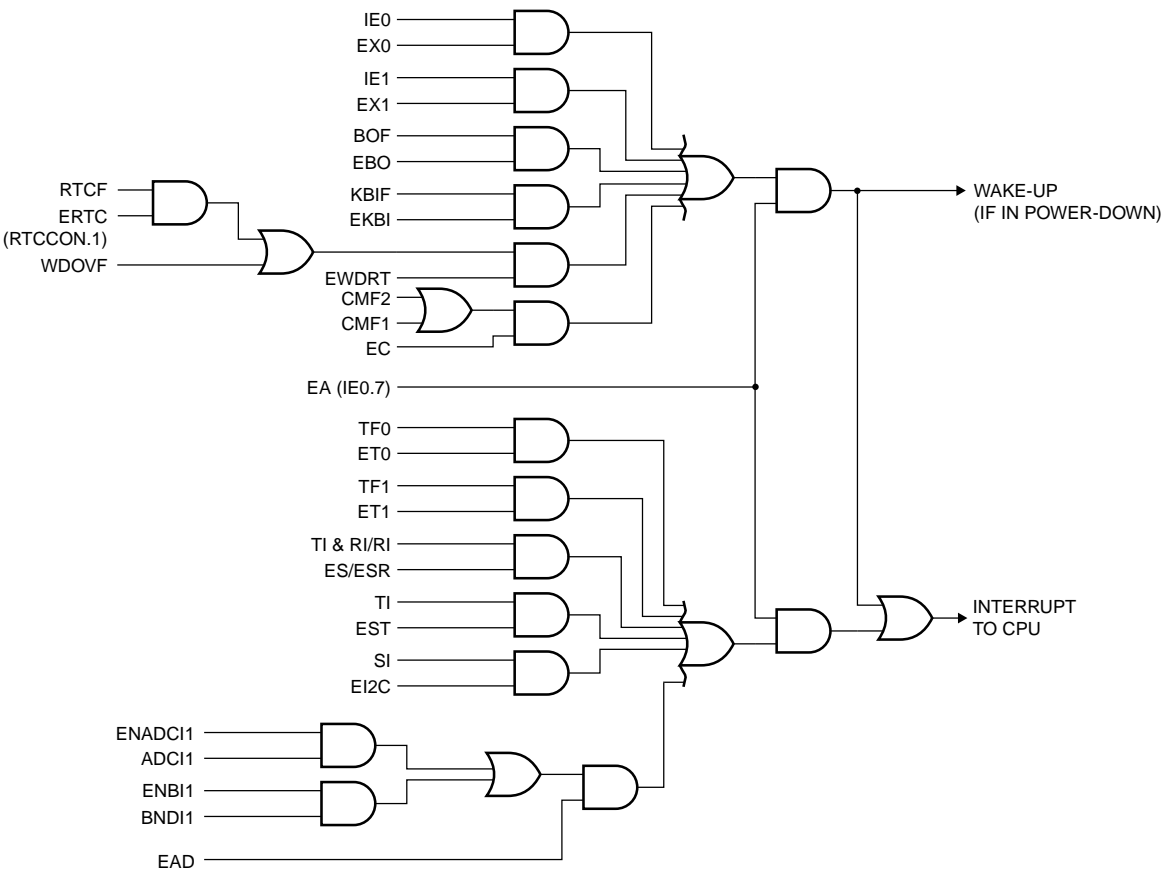 IE0
EX0
IE1
EX1
BOF
EBO
KBIF
EKBI
RTCF
ERTC
(RTCCON.1)
WDOVF
EWDRT
CMF2
CMF1
EC
WAKE-UP
(IF IN POWER-DOWN)
EA (IE0.7)
TF0
ET0
TF1
ET1
TI & RI/RI
ES/ESR
TI
EST
SI
EI2C
INTERRUPT
TO CPU
ENADCI1
ADCI1
ENBI1
BNDI1
EAD